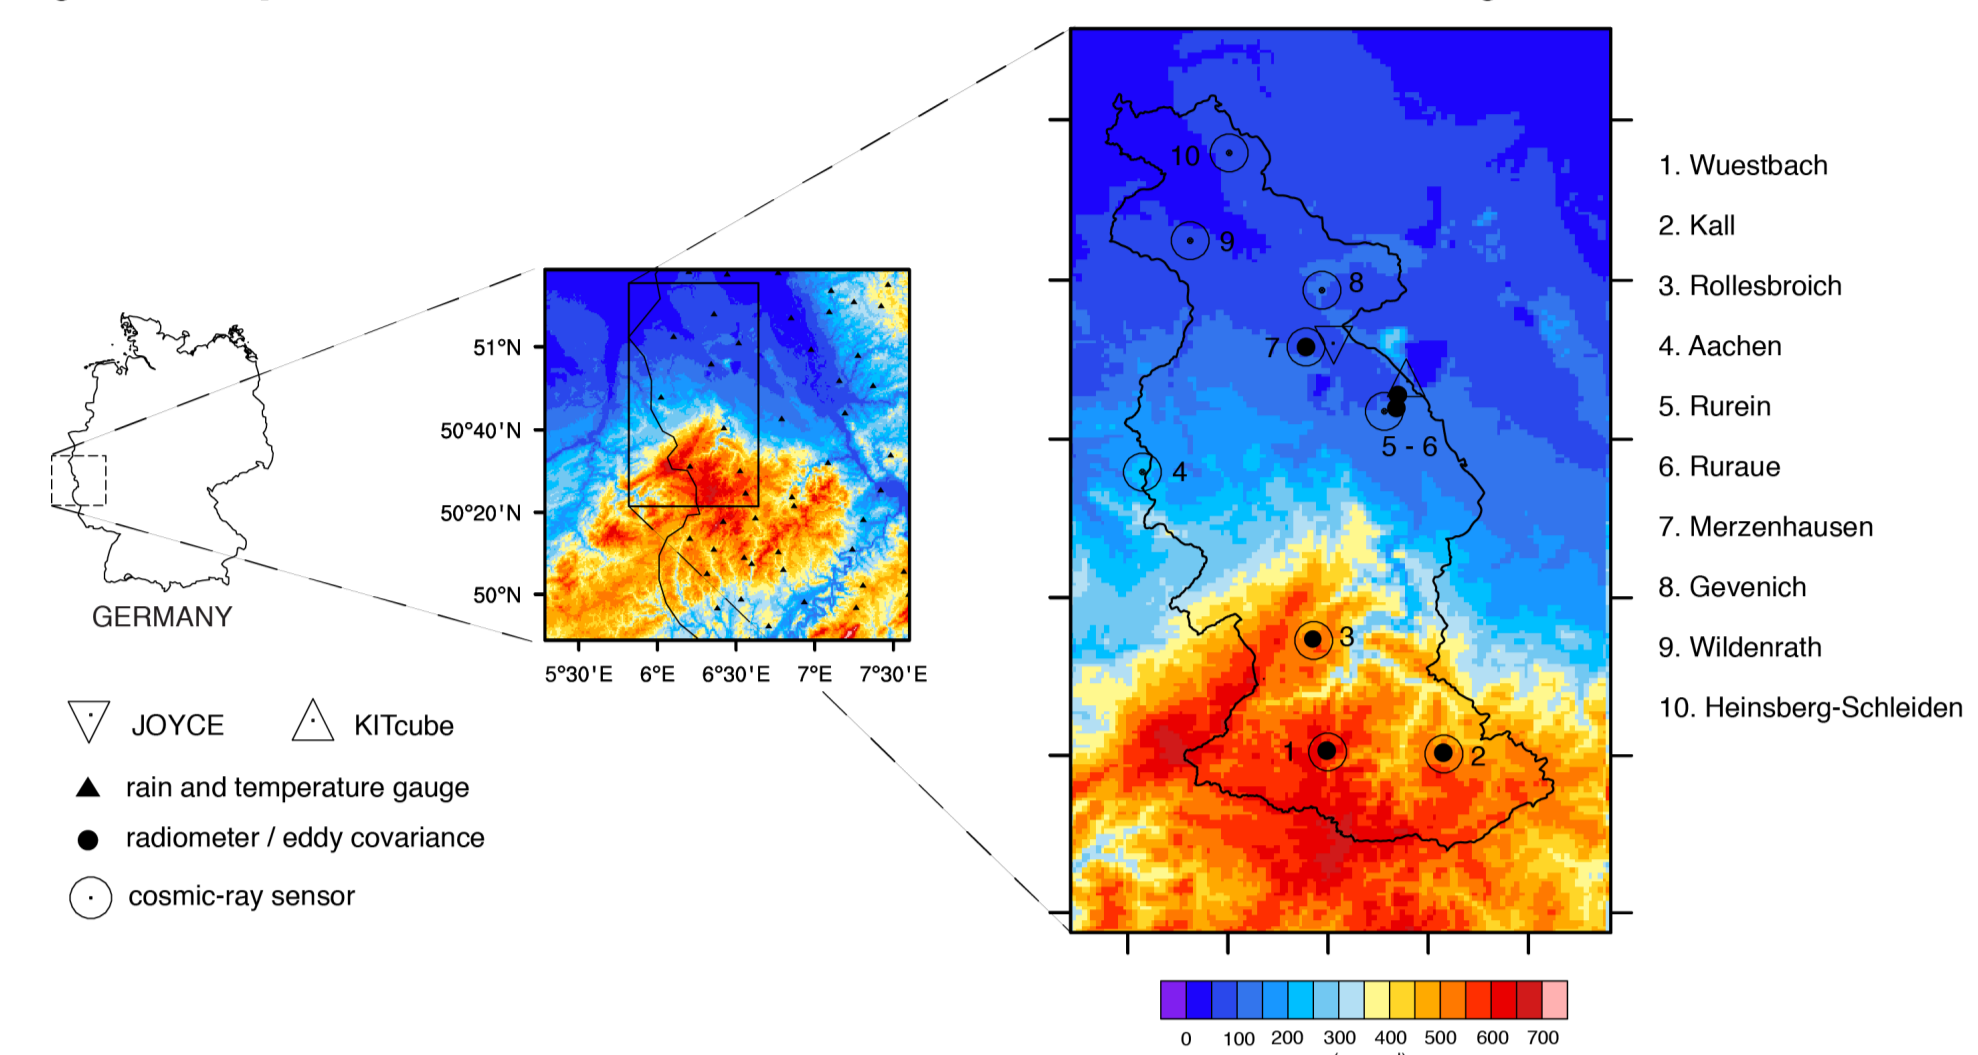 10
9
8
7
5 - 6
4
3
1
2
1. Wuestbach
2. Kall
3. Rollesbroich
4. Aachen
5. Rurein
6. Ruraue
7. Merzenhausen
8. Gevenich
9. Wildenrath
10. Heinsberg-Schleiden
51°N
50°40'N
50°20'N
50°N
5°30'E 6°E 6°30'E 7°E 7°30'E
GERMANY
JOYCE KITcube
rain and temperature gauge
radiometer / eddy covariance
cosmic-ray sensor
0 100 200 300 400 500 600 700